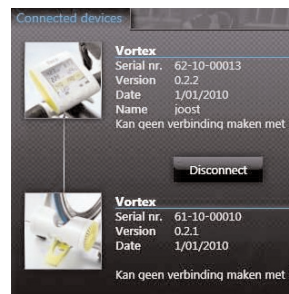 Connected devices
Vortex
Serial nr. 62-10-00013
Version 0.2.2
Date 1/01/2010
Name joost
Kan geen verbinding maken met
Disconnect
Vortex
Serial nr. 61-10-00010
Version 0.2.1
Date 1/01/2010
Kan geen verbinding maken met